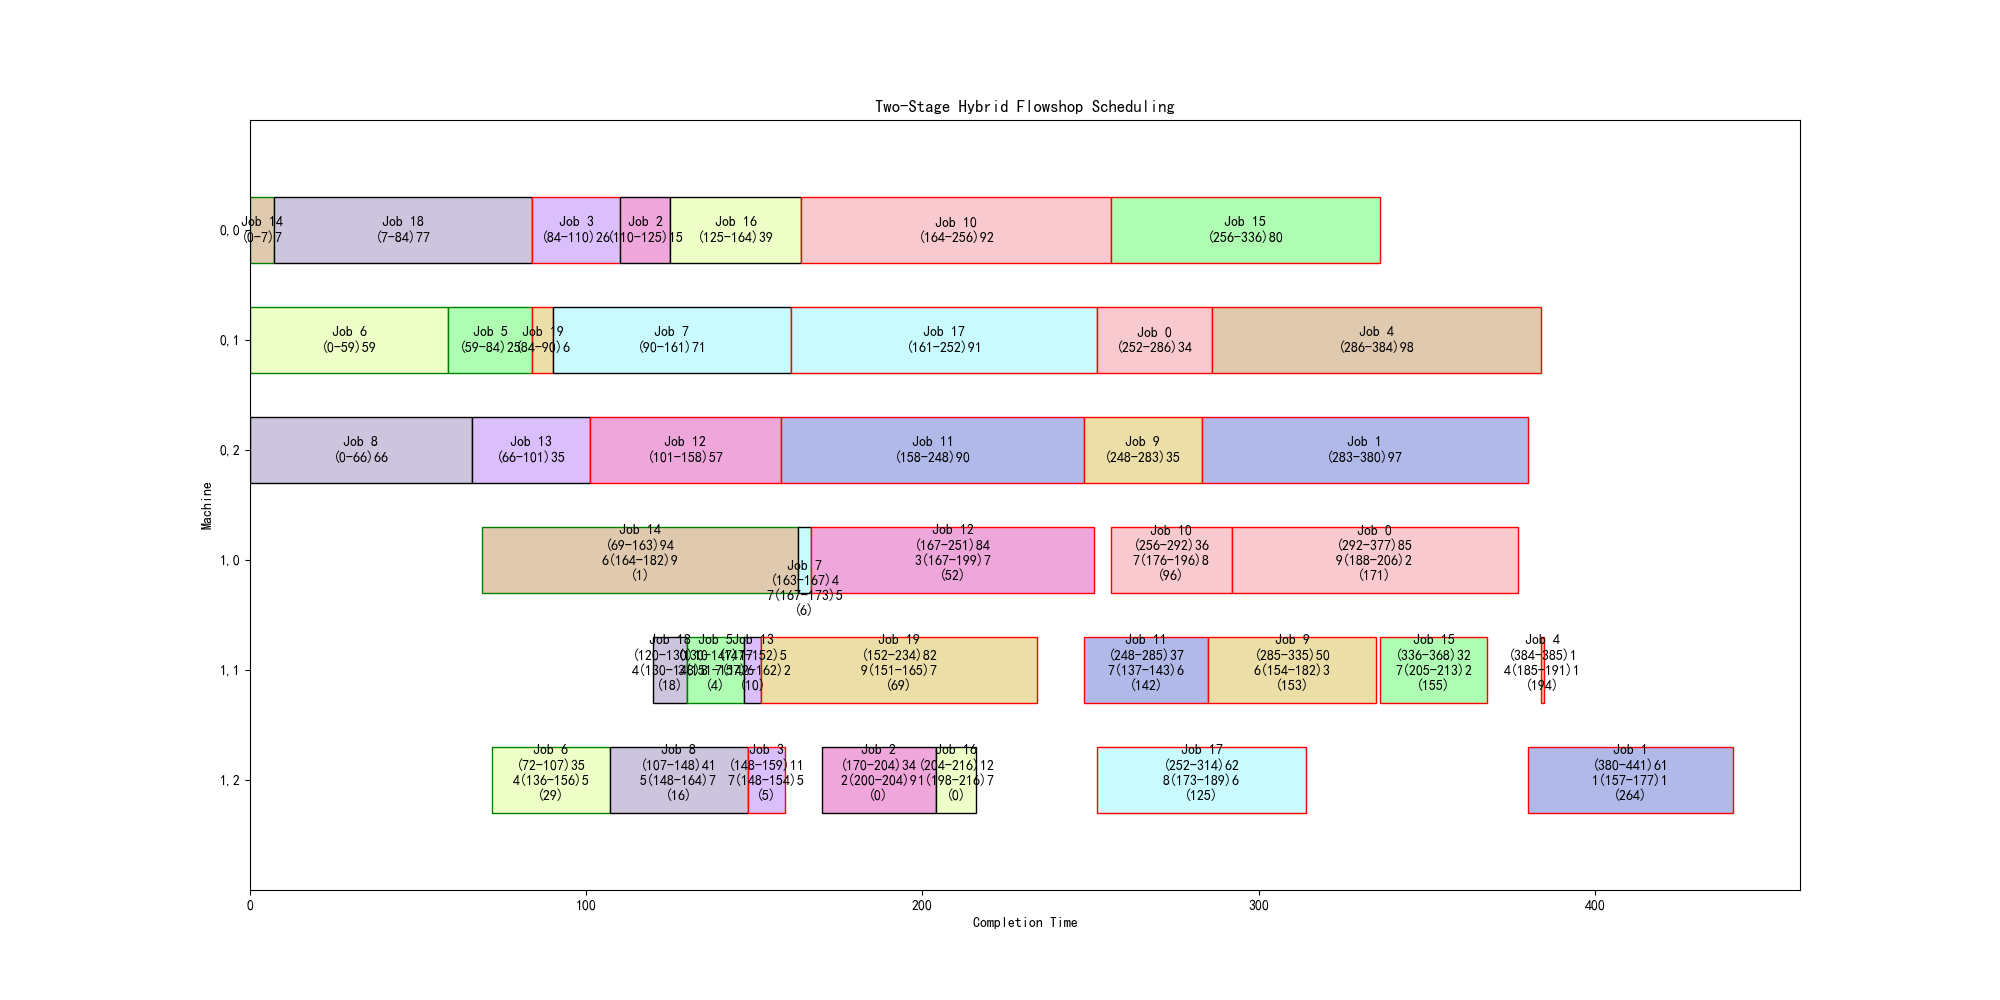 Two-Stage Hybrid Flowshop Scheduling
0,0
Job 14
(0-7)7
Job 18
(7-84)77
Job 3
(84-110)26
Job 2
(110-125)15
Job 16
(125-164)39
Job 10
(164-256)92
Job 15
(256-336)80
0,1
Job 6
(0-59)59
Job 5
(59-84)25
Job 19
(84-90)6
Job 7
(90-161)71
Job 17
(161-252)91
Job 0
(252-286)34
Job 4
(286-384)98
0,2
Job 8
(0-66)66
Job 13
(66-101)35
Job 12
(101-158)57
Job 11
(158-248)90
Job 9
(248-283)35
Job 1
(283-380)97
Machine
1,0
Job 14
(69-163)94
6(164-182)9
(1)
Job 7
(163-167)4
7(167-173)5
(6)
Job 12
(167-251)84
3(167-199)7
(52)
Job 10
(256-292)36
7(176-196)8
(96)
Job 0
(292-377)85
9(188-206)2
(171)
1,1
Job 18
(120-130)10
(18)
Job 5
(130-147)17
(4)
Job 13
(147-152)5
(10)
Job 19
(152-234)82
9(151-165)7
(69)
Job 11
(248-285)37
7(137-143)6
(142)
Job 9
(285-335)50
6(154-182)3
(153)
Job 15
(336-368)32
7(205-213)2
(155)
Job 4
(384-385)1
4(185-191)1
(194)
1,2
Job 6
(72-107)35
4(136-156)5
(29)
Job 8
(107-148)41
5(148-164)7
(16)
Job 3
(148-159)11
7(148-154)5
(5)
Job 2
(170-204)34
2(200-204)9
(0)
Job 16
(204-216)12
1(198-216)7
(0)
Job 17
(252-314)62
8(173-189)6
(125)
Job 1
(380-441)61
1(157-177)1
(264)
0
100
200
300
400
Completion Time